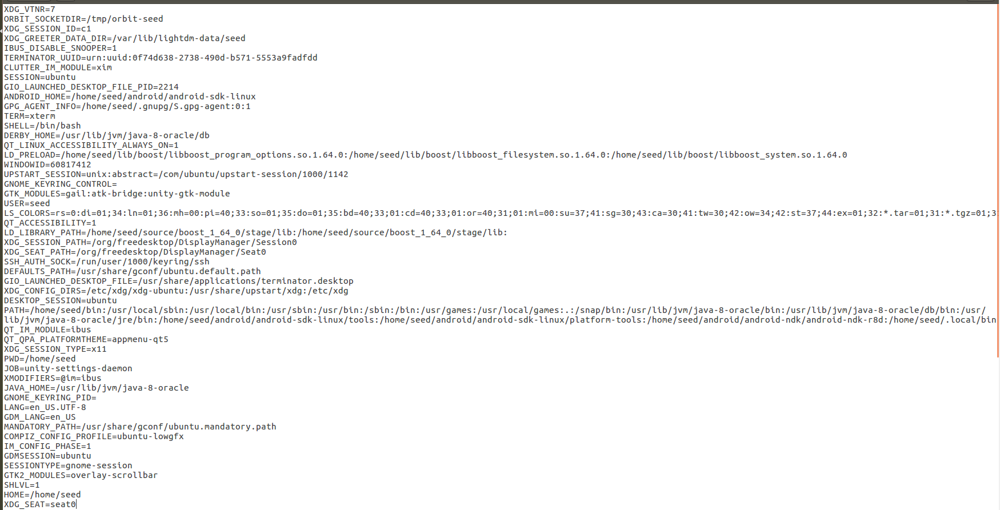 XDG_VTNR=7
ORBIT_SOCKETDIR=/tmp/orbit-seed
XDG_SESSION_ID=c1
XDG_GREETER_DATA_DIR=/var/lib/lightdm-data/seed
IBUS_DISABLE_SNOOPER=1
TERMINATOR_UUID=urn:uuid:0f74d638-2738-490d-b571-5553a9fadfdd
CLUTTER_IM_MODULE=xim
SESSION=ubuntu
GIO_LAUNCHED_DESKTOP_FILE_PID=2214
ANDROID_HOME=/home/seed/android/android-sdk-linux
GPG_AGENT_INFO=/home/seed/.gnupg/S.gpg-agent:0:1
TERM=xterm
SHELL=/bin/bash
DERBY_HOME=/usr/lib/jvm/java-8-oracle/db
QT_LINUX_ACCESSIBILITY_ALWAYS_ON=1
LD_PRELOAD=/home/seed/lib/boost/libboost_program_options.so.1.64.0:/home/seed/lib/boost/libboost_filesystem.so.1.64.0:/home/seed/lib/boost/libboost_system.so.1.64.0
WINDOWID=60817412
UPSTART_SESSION=unix:abstract=/com/ubuntu/upstart-session/1000/1142
GNOME_KEYRING_CONTROL=
GTK_MODULES=gail:atk-bridge:unity-gtk-module
USER=seed
LS_COLORS=rs=0:di=01;34:ln=01;36:mh=00:pi=40;33:so=01;35:do=01;35:bd=40;33;01:cd=40;33;01:or=40;31;01:mi=00:su=37;41:sg=30;43:ca=30;41:tw=30;42:ow=34;42:st=37;44:ex=01;32:*.tar=01;31:*.tgz=01;3
QT_ACCESSIBILITY=1
LD_LIBRARY_PATH=/home/seed/source/boost_1_64_0/stage/lib:/home/seed/source/boost_1_64_0/stage/lib:
XDG_SESSION_PATH=/org/freedesktop/DisplayManager/Session0
XDG_SEAT_PATH=/org/freedesktop/DisplayManager/Seat0
SSH_AUTH_SOCK=/run/user/1000/keyring/ssh
DEFAULTS_PATH=/usr/share/gconf/ubuntu.default.path
GIO_LAUNCHED_DESKTOP_FILE=/usr/share/applications/terminator.desktop
XDG_CONFIG_DIRS=/etc/xdg/xdg-ubuntu:/usr/share/upstart/xdg:/etc/xdg
DESKTOP_SESSION=ubuntu
PATH=/home/seed/bin:/usr/local/sbin:/usr/local/bin:/usr/sbin:/usr/bin:/sbin:/bin:/usr/games:/usr/local/games:.:/snap/bin:/usr/lib/jvm/java-8-oracle/bin:/usr/lib/jvm/java-8-oracle/db/bin:/usr/
lib/jvm/java-8-oracle/jre/bin:/home/seed/android/android-sdk-linux/tools:/home/seed/android/android-sdk-linux/platform-tools:/home/seed/android/android-ndk/android-ndk-r8d:/home/seed/.local/bin
QT_IM_MODULE=ibus
QT_QPA_PLATFORMTHEME=appmenu-qt5
XDG_SESSION_TYPE=x11
PWD=/home/seed
JOB=unity-settings-daemon
XMODIFIERS=@im=ibus
JAVA_HOME=/usr/lib/jvm/java-8-oracle
GNOME_KEYRING_PID=
LANG=en_US.UTF-8
GDM_LANG=en_US
MANDATORY_PATH=/usr/share/gconf/ubuntu.mandatory.path
COMPIZ_CONFIG_PROFILE=ubuntu-lowgfx
IM_CONFIG_PHASE=1
GDMSESSION=ubuntu
SESSIONTYPE=gnome-session
GTK2_MODULES=overlay-scrollbar
SHLVL=1
HOME=/home/seed
XDG_SEAT=seat0